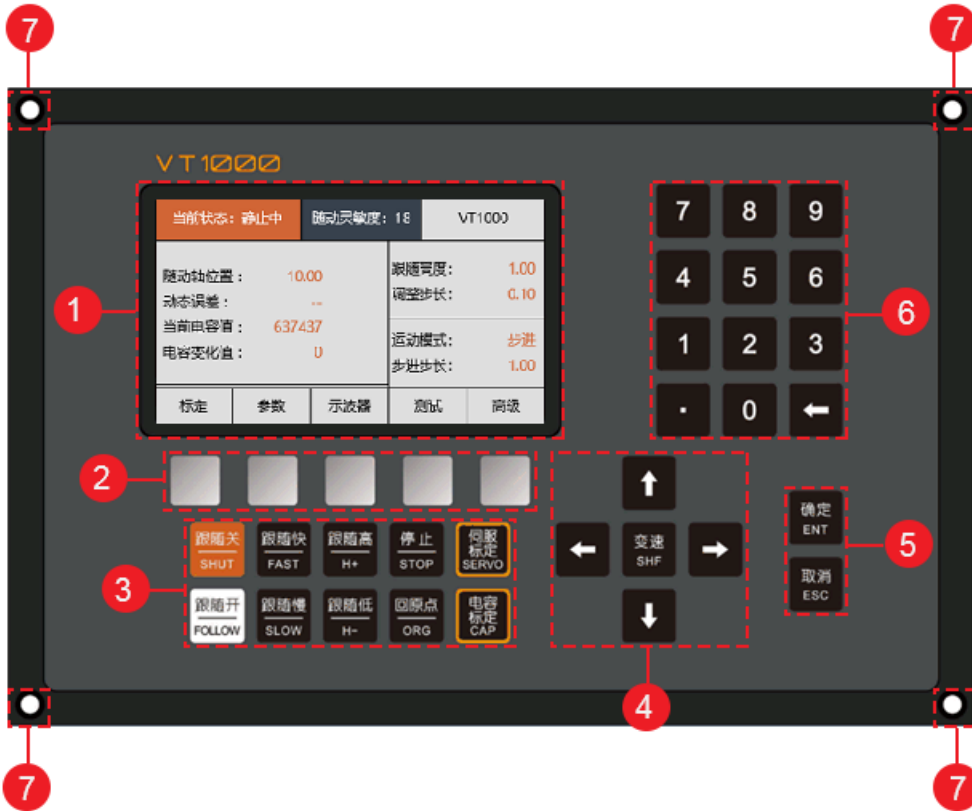 7 7
VT1000
当前状态: 静止中 随动灵敏度: 18 VT1000
随动轴位置: 10.00
动态误差: --
当前电容值: 637437
电容变化值: 0
跟随高度: 1.00
调整步长: 0.10
运动模式: 步进
步进步长: 1.00
标定 参数 示波器 测试 高级
1
7 8 9
4 5 6
1 2 3
. 0 ←
6
2
跟随关 跟随快 跟随高 停止 伺服标定
SHUT FAST H+ STOP SERVO
跟随开 跟随慢 跟随低 回原点 电容标定
FOLLOW SLOW H- ORG CAP
3
↑
← 变速 →
SHF
↓
4
确定
ENT
取消
ESC
5
7 7